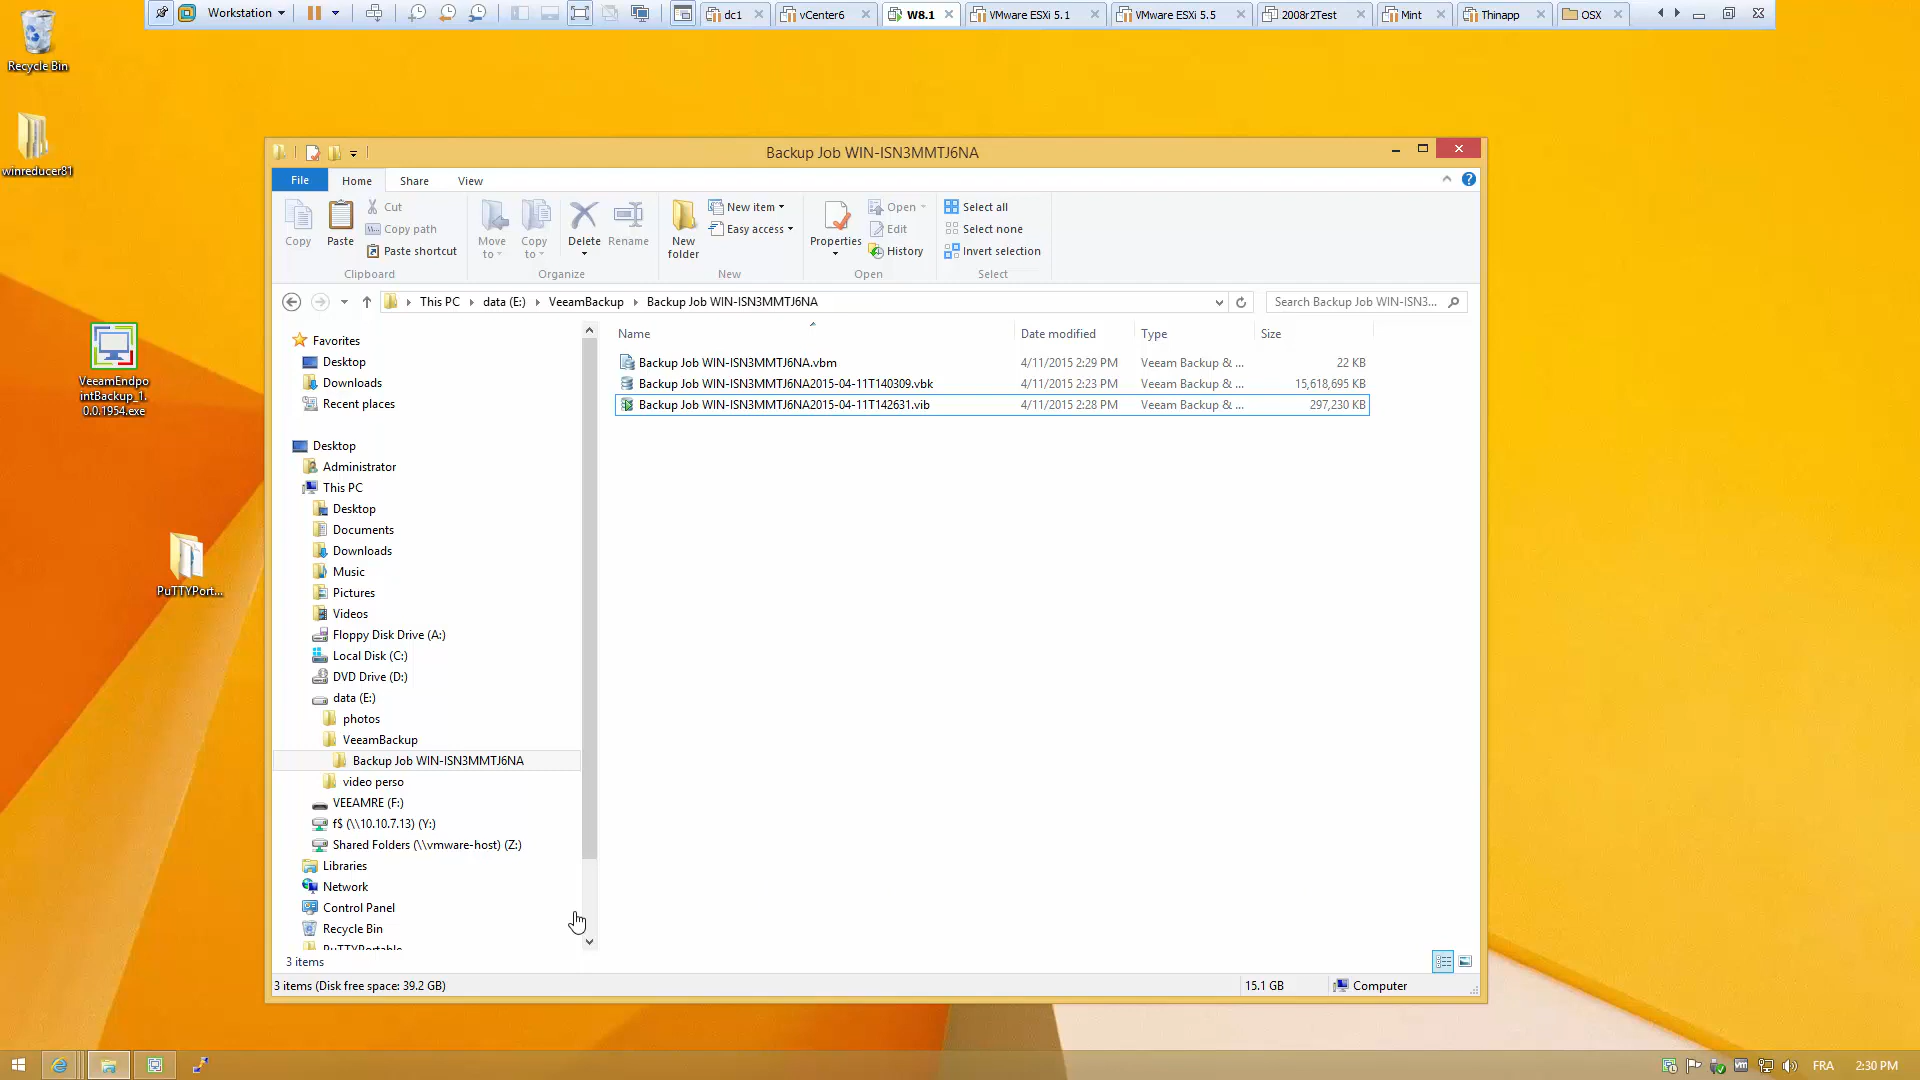 Workstation
dc1
vCenter6
W8.1
VMware ESXi 5.1
VMware ESXi 5.5
2008r2Test
Mint
Thinapp
OSX
Recycle Bin
winreducer81
VeeamEndpo
intBackup_1.
0.0.1954.exe
PuTTYPort...
Backup Job WIN-ISN3MMTJ6NA
File
Home
Share
View
Copy
Paste
Cut
Copy path
Paste shortcut
Clipboard
Move
to
Copy
to
Delete
Rename
Organize
New
folder
New item
Easy access
New
Properties
Open
Edit
History
Open
Select all
Select none
Invert selection
Select
This PC
data (E:)
VeeamBackup
Backup Job WIN-ISN3MMTJ6NA
Search Backup Job WIN-ISN3...
Name
Date modified
Type
Size
Backup Job WIN-ISN3MMTJ6NA.vbm 4/11/2015 2:29 PM Veeam Backup & ... 22 KB
Backup Job WIN-ISN3MMTJ6NA2015-04-11T140309.vbk 4/11/2015 2:23 PM Veeam Backup & ... 15,618,695 KB
Backup Job WIN-ISN3MMTJ6NA2015-04-11T142631.vib 4/11/2015 2:28 PM Veeam Backup & ... 297,230 KB
Favorites
Desktop
Downloads
Recent places
Desktop
Administrator
This PC
Desktop
Documents
Downloads
Music
Pictures
Videos
Floppy Disk Drive (A:)
Local Disk (C:)
DVD Drive (D:)
data (E:)
photos
VeeamBackup
Backup Job WIN-ISN3MMTJ6NA
video perso
VEEAMRE (F:)
f$ (\\10.10.7.13) (Y:)
Shared Folders (\\vmware-host) (Z:)
Libraries
Network
Control Panel
Recycle Bin
PuTTYPortable
3 items
3 items (Disk free space: 39.2 GB)
15.1 GB
Computer
FRA
2:30 PM